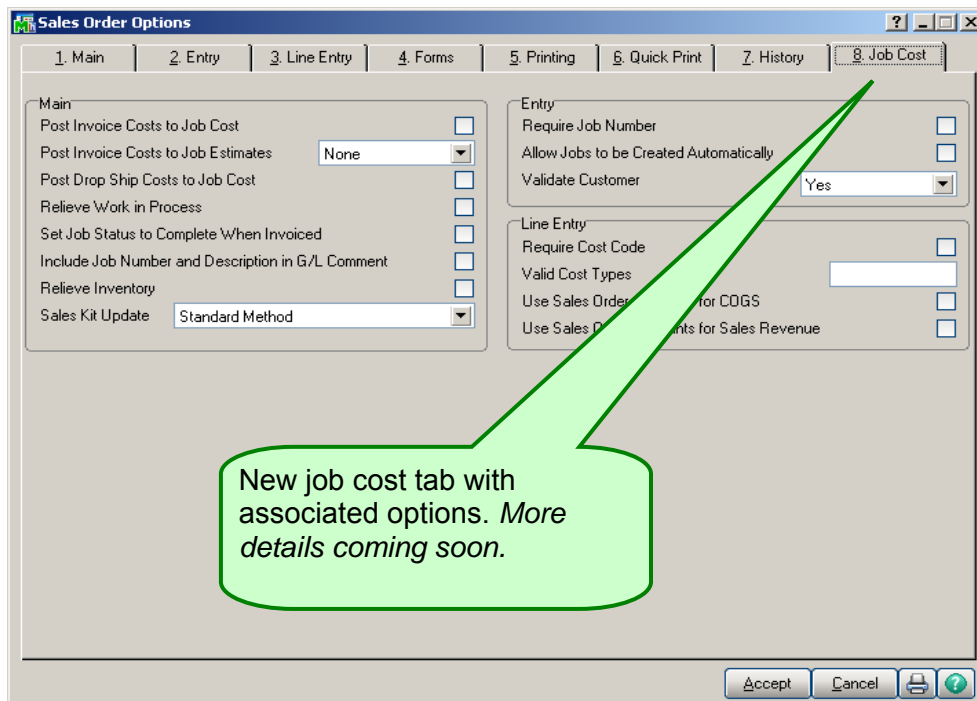 Sales Order Options
1. Main 2. Entry 3. Line Entry 4. Forms 5. Printing 6. Quick Print 7. History 8. Job Cost
Main
Post Invoice Costs to Job Cost
Post Invoice Costs to Job Estimates None
Post Drop Ship Costs to Job Cost
Relieve Work in Process
Set Job Status to Complete When Invoiced
Include Job Number and Description in G/L Comment
Relieve Inventory
Sales Kit Update Standard Method
Entry
Require Job Number
Allow Jobs to be Created Automatically
Validate Customer Yes
Line Entry
Require Cost Code
Valid Cost Types
Use Sales Order for COGS
Use Sales for Sales Revenue
New job cost tab with
associated options. More
details coming soon.
Accept Cancel